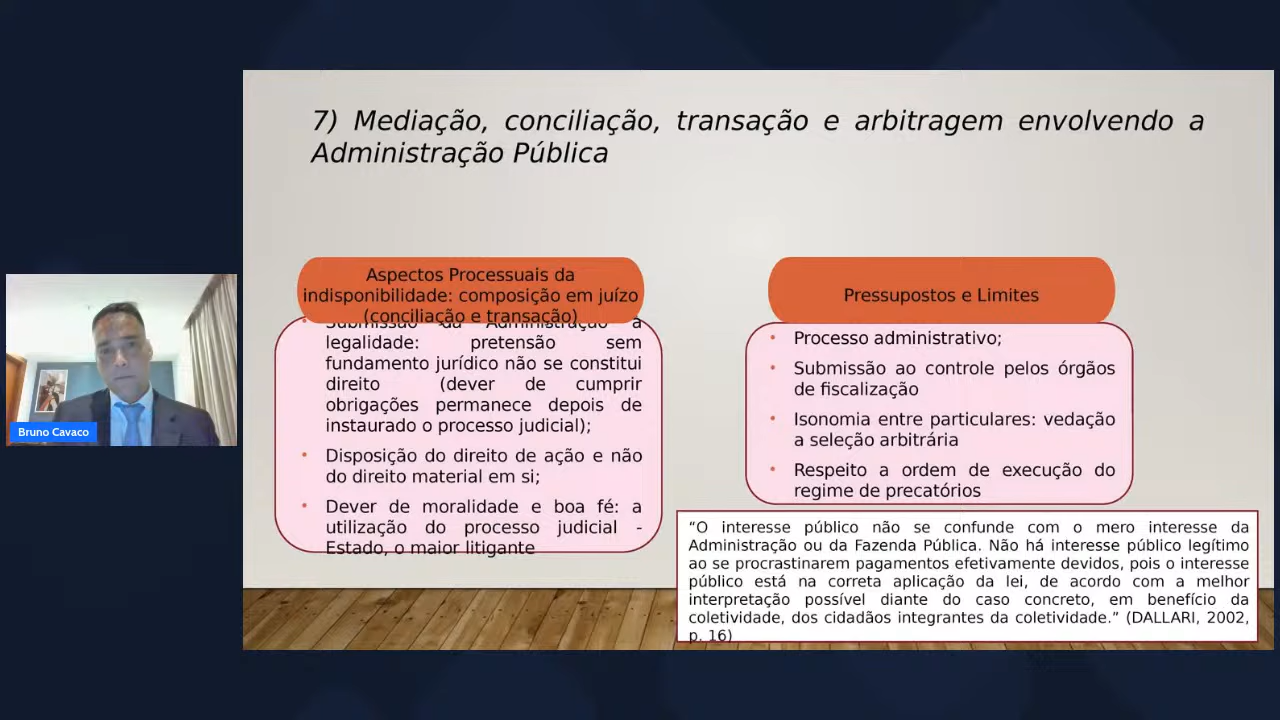 7) Mediação, conciliação, transação e arbitragem envolvendo a
Administração Pública
Aspectos Processuais da
indisponibilidade: composição em juízo
(conciliação e transação)
• Submissão da Administração a
legalidade: pretensão sem
fundamento jurídico não se constitui
direito (dever de cumprir
obrigações permanece depois de
instaurado o processo judicial);
• Disposição do direito de ação e não
do direito material em si;
• Dever de moralidade e boa fé: a
utilização do processo judicial -
Estado, o maior litigante
Pressupostos e Limites
• Processo administrativo;
• Submissão ao controle pelos órgãos
de fiscalização
• Isonomia entre particulares: vedação
a seleção arbitrária
• Respeito a ordem de execução do
regime de precatórios
“O interesse público não se confunde com o mero interesse da
Administração ou da Fazenda Pública. Não há interesse público legítimo
ao se procrastinarem pagamentos efetivamente devidos, pois o interesse
público está na correta aplicação da lei, de acordo com a melhor
interpretação possível diante do caso concreto, em benefício da
coletividade, dos cidadãos integrantes da coletividade.” (DALLARI, 2002,
p. 16)
Bruno Cavaco